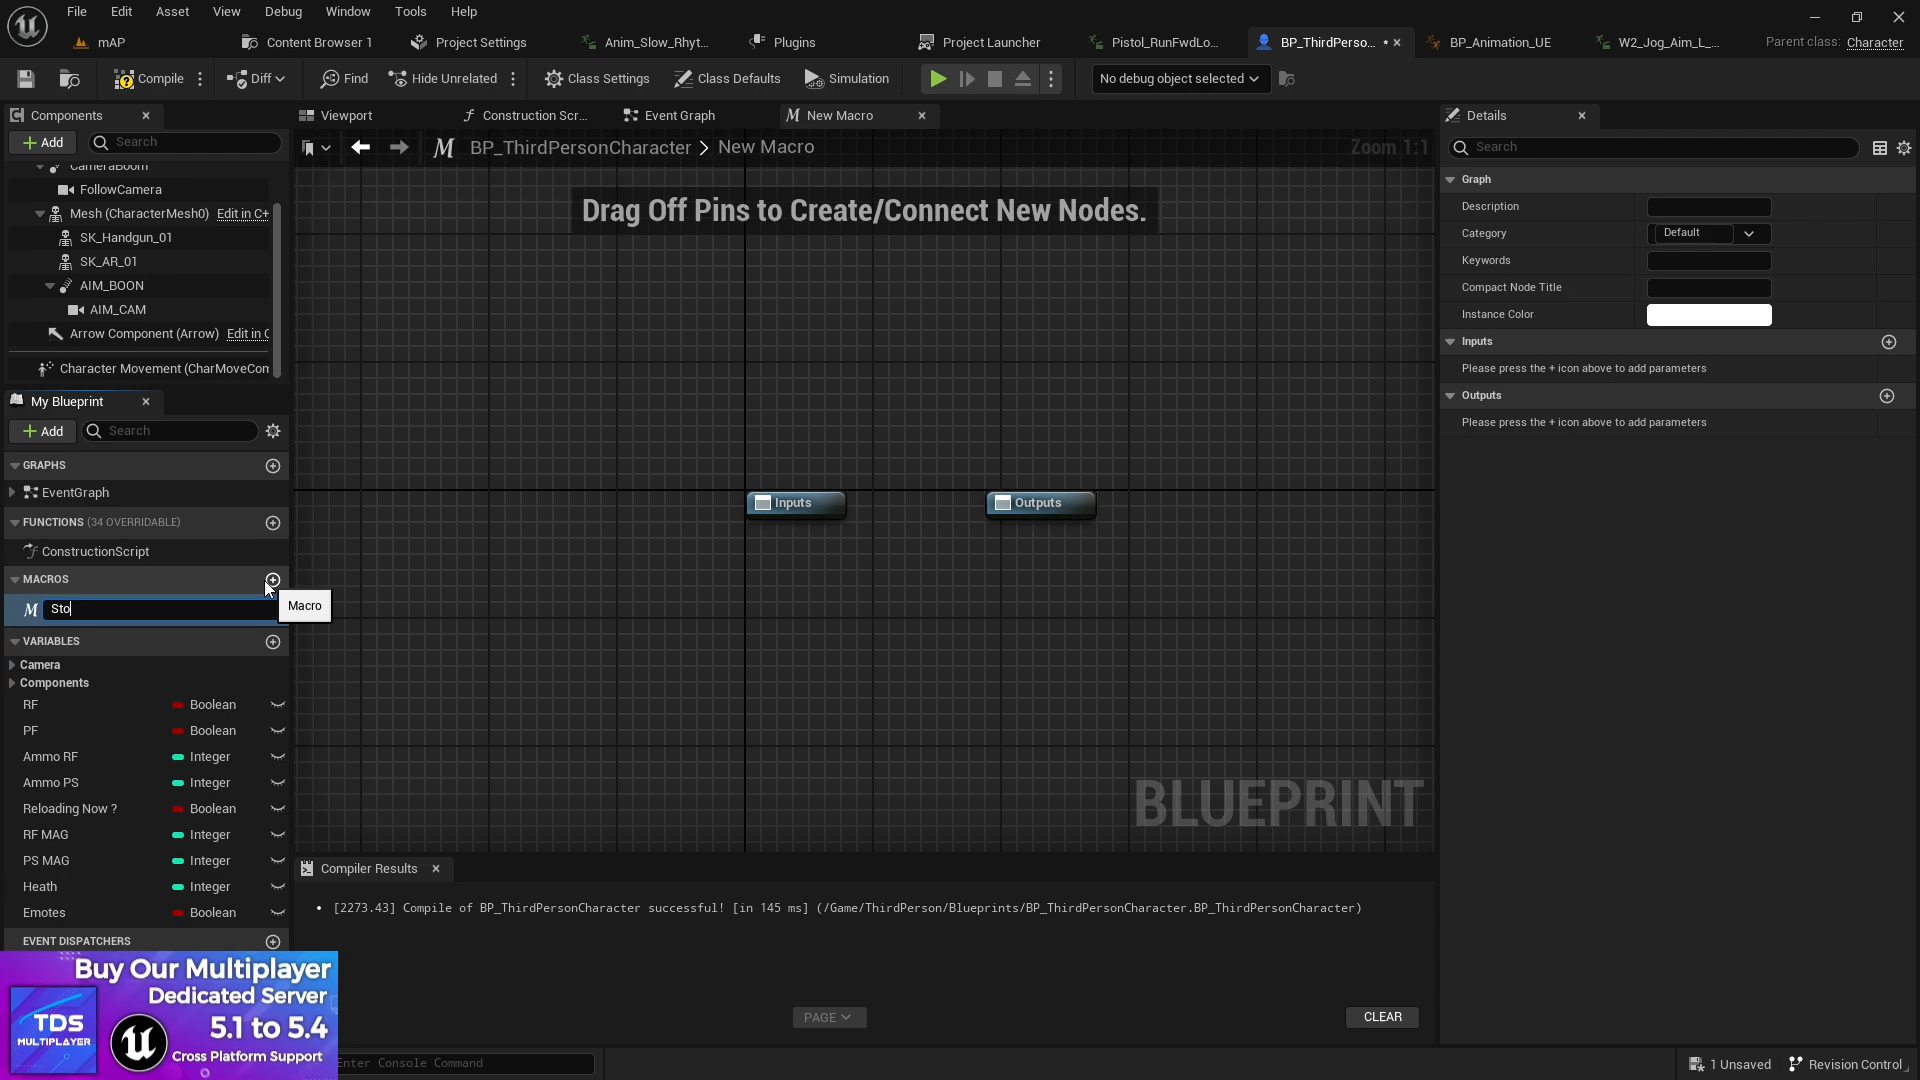 File Edit Asset View Debug Window Tools Help
mAP
Content Browser 1
Project Settings
Anim_Slow_Rhyt...
Plugins
Project Launcher
Pistol_RunFwdLo...
BP_ThirdPerso... •
BP_Animation_UE
W2_Jog_Aim_L_...
Parent class: Character
Compile
Diff
Find
Hide Unrelated
Class Settings
Class Defaults
Simulation
No debug object selected
Components
Viewport
Construction Scr...
Event Graph
New Macro
Details
Add
Search
BP_ThirdPersonCharacter > New Macro
Zoom 1:1
Search
CameraBoom
FollowCamera
Mesh (CharacterMesh0) Edit in C+
SK_Handgun_01
SK_AR_01
AIM_BOON
AIM_CAM
Arrow Component (Arrow) Edit in C
Character Movement (CharMoveCom
Drag Off Pins to Create/Connect New Nodes.
Graph
Description
Category Default
Keywords
Compact Node Title
Instance Color
Inputs
Please press the + icon above to add parameters
Outputs
Please press the + icon above to add parameters
My Blueprint
Add
Search
GRAPHS
EventGraph
FUNCTIONS (34 OVERRIDABLE)
ConstructionScript
MACROS
Sto
Macro
VARIABLES
Camera
Components
RF Boolean
PF Boolean
Ammo RF Integer
Ammo PS Integer
Reloading Now ? Boolean
RF MAG Integer
PS MAG Integer
Heath Integer
Emotes Boolean
EVENT DISPATCHERS
Inputs
Outputs
BLUEPRINT
Compiler Results
• [2273.43] Compile of BP_ThirdPersonCharacter successful! [in 145 ms] (/Game/ThirdPerson/Blueprints/BP_ThirdPersonCharacter.BP_ThirdPersonCharacter)
PAGE
CLEAR
Buy Our Multiplayer
Dedicated Server
5.1 to 5.4
Cross Platform Support
TDS
MULTIPLAYER
Enter Console Command
1 Unsaved
Revision Control